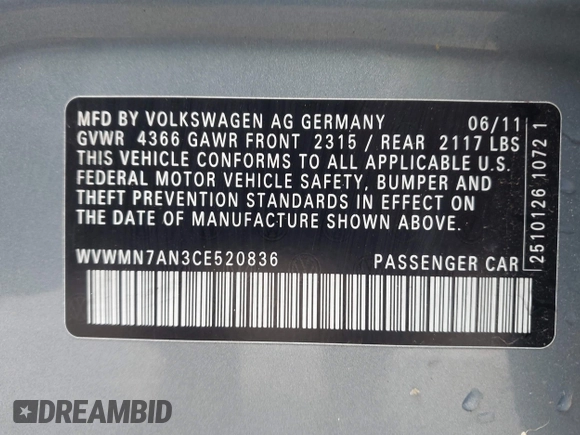 MFD BY VOLKSWAGEN AG GERMANY 06/11
GVWR 4366 GAWR FRONT 2315 / REAR 2117 LBS
THIS VEHICLE CONFORMS TO ALL APPLICABLE U.S.
FEDERAL MOTOR VEHICLE SAFETY, BUMPER AND
THEFT PREVENTION STANDARDS IN EFFECT ON
THE DATE OF MANUFACTURE SHOWN ABOVE.
WVWMN7AN3CE520836 PASSENGER CAR
2510126 1072 1
DREAMBID